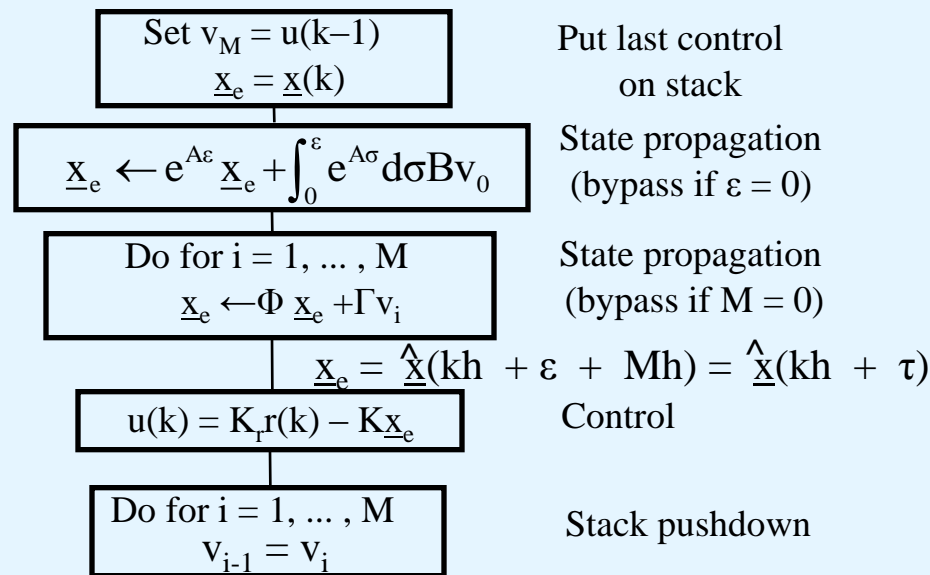 Set v_M = u(k–1)
x_e = x(k)
Put last control
on stack
x_e ← e^{Aε} x_e + ∫_0^ε e^{Aσ} dσBv_0
State propagation
(bypass if ε = 0)
Do for i = 1, ... , M
x_e ←Φ x_e +Γv_i
State propagation
(bypass if M = 0)
x_e = x̂(kh + ε + Mh) = x̂(kh + τ)
u(k) = K_r r(k) – Kx_e
Control
Do for i = 1, ... , M
v_{i-1} = v_i
Stack pushdown